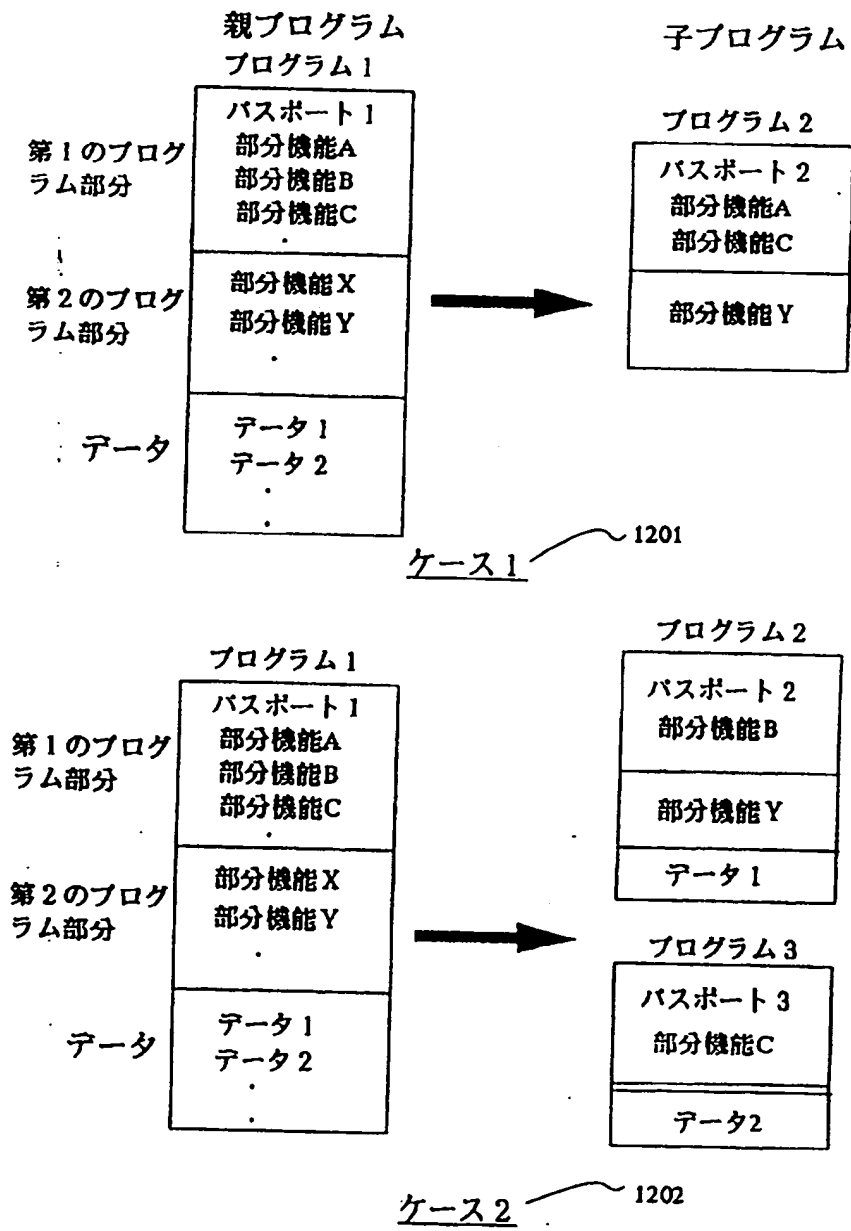 親プログラム
プログラム1
パスポート1
部分機能A
部分機能B
部分機能C
第1のプログ
ラム部分
部分機能X
部分機能Y
第2のプログ
ラム部分
データ1
データ2
データ
子プログラム
プログラム2
パスポート2
部分機能A
部分機能C
部分機能Y
ケース1
1201
プログラム1
パスポート1
部分機能A
部分機能B
部分機能C
第1のプログ
ラム部分
部分機能X
部分機能Y
第2のプログ
ラム部分
データ1
データ2
データ
プログラム2
パスポート2
部分機能B
部分機能Y
データ1
プログラム3
パスポート3
部分機能C
データ2
ケース2
1202